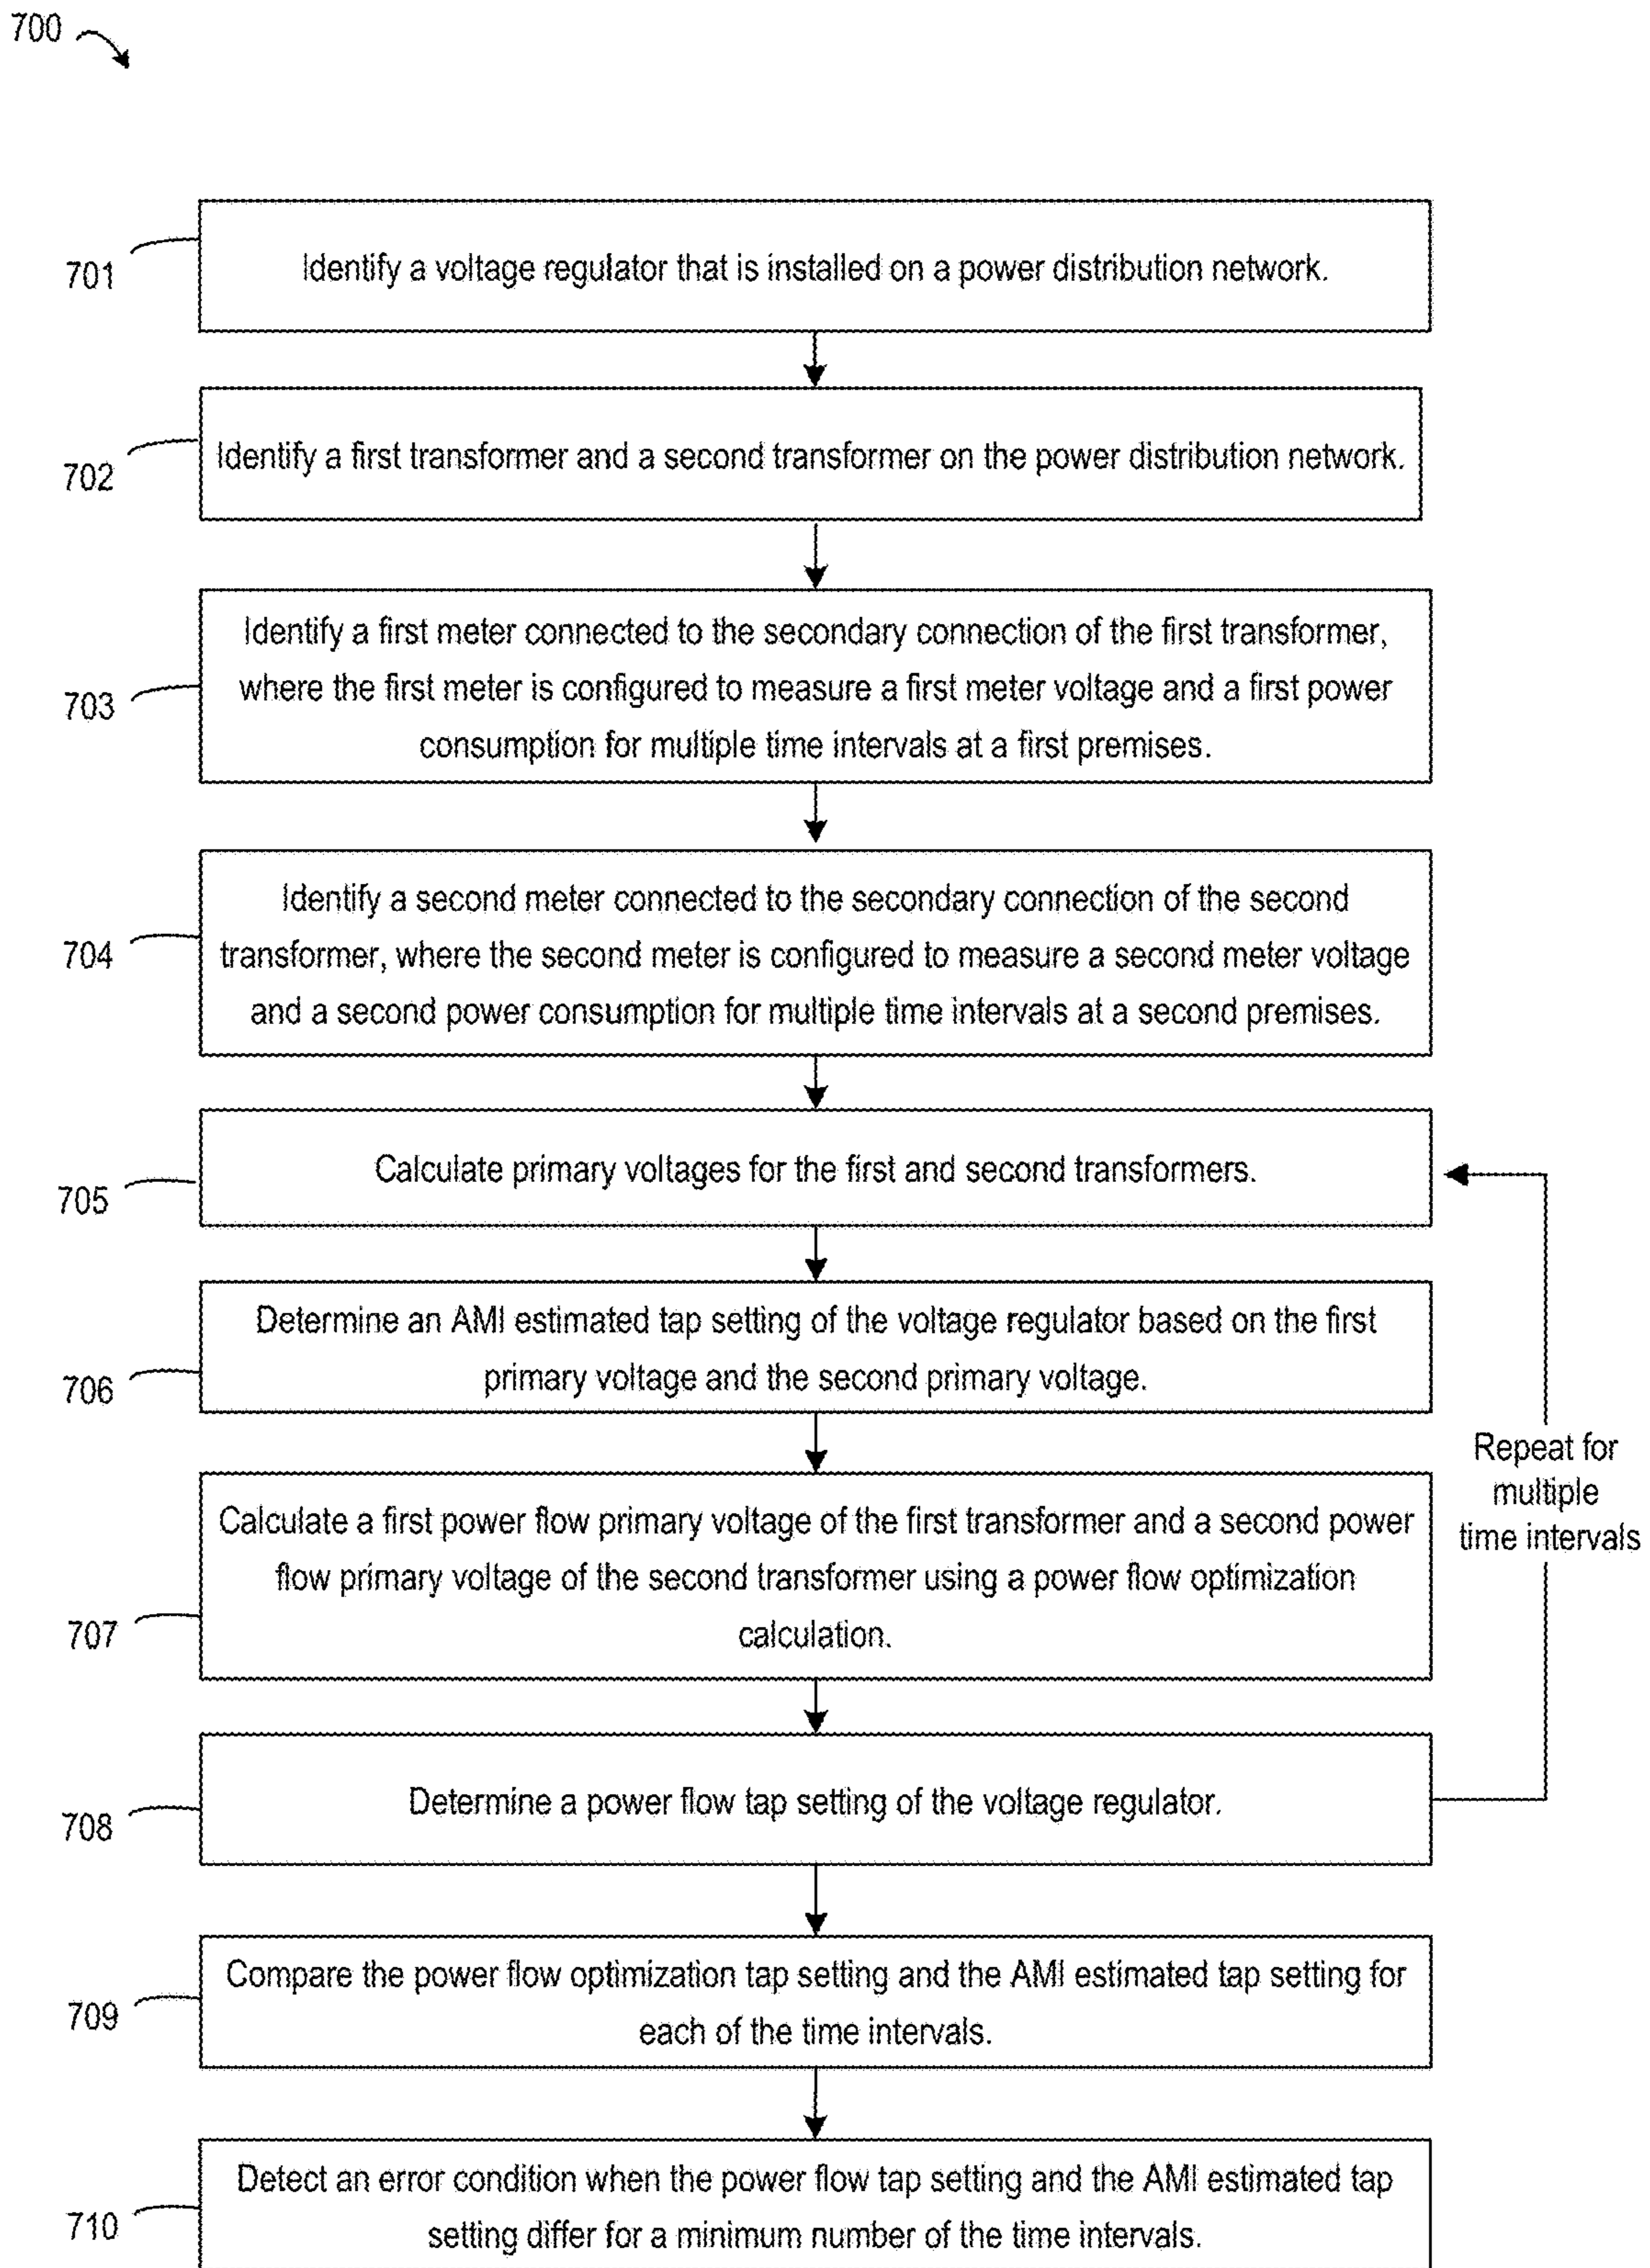 700
701
Identify a voltage regulator that is installed on a power distribution network.
702
Identify a first transformer and a second transformer on the power distribution network.
703
Identify a first meter connected to the secondary connection of the first transformer,
where the first meter is configured to measure a first meter voltage and a first power
consumption for multiple time intervals at a first premises.
704
Identify a second meter connected to the secondary connection of the second
transformer, where the second meter is configured to measure a second meter voltage
and a second power consumption for multiple time intervals at a second premises.
705
Calculate primary voltages for the first and second transformers.
706
Determine an AMI estimated tap setting of the voltage regulator based on the first
primary voltage and the second primary voltage.
Repeat for
multiple
time intervals
707
Calculate a first power flow primary voltage of the first transformer and a second power
flow primary voltage of the second transformer using a power flow optimization
calculation.
708
Determine a power flow tap setting of the voltage regulator.
709
Compare the power flow optimization tap setting and the AMI estimated tap setting for
each of the time intervals.
710
Detect an error condition when the power flow tap setting and the AMI estimated tap
setting differ for a minimum number of the time intervals.